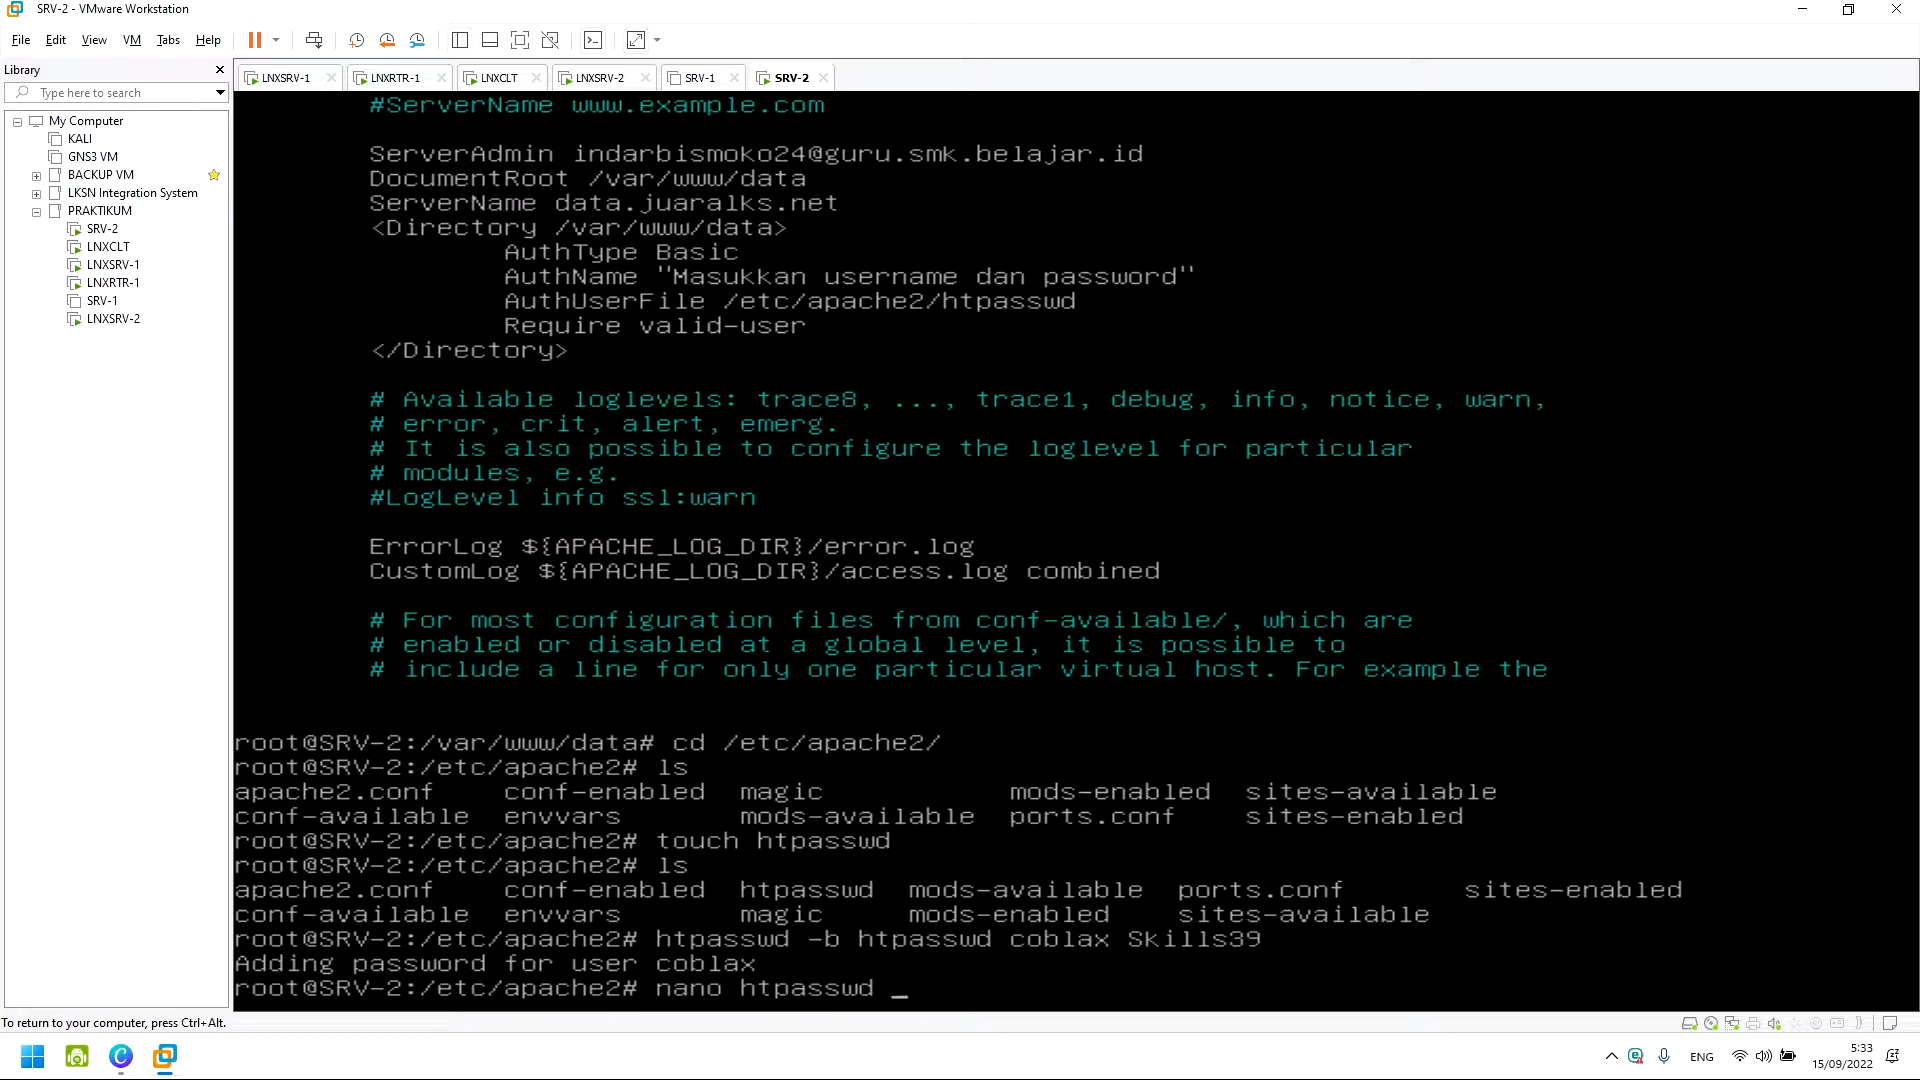 SRV-2 - VMware Workstation
File Edit View VM Tabs Help
Library
Type here to search
My Computer
KALI
GNS3 VM
BACKUP VM
LKSN Integration System
PRAKTIKUM
SRV-2
LNXCLT
LNXSRV-1
LNXRTR-1
SRV-1
LNXSRV-2
LNXSRV-1 LNXRTR-1 LNXCLT LNXSRV-2 SRV-1 SRV-2
#ServerName www.example.com
ServerAdmin indarbismoko24@guru.smk.belajar.id
DocumentRoot /var/www/data
ServerName data.juaralks.net
<Directory /var/www/data>
AuthType Basic
AuthName "Masukkan username dan password"
AuthUserFile /etc/apache2/htpasswd
Require valid-user
</Directory>
# Available loglevels: trace8, ..., trace1, debug, info, notice, warn,
# error, crit, alert, emerg.
# It is also possible to configure the loglevel for particular
# modules, e.g.
#LogLevel info ssl:warn
ErrorLog ${APACHE_LOG_DIR}/error.log
CustomLog ${APACHE_LOG_DIR}/access.log combined
# For most configuration files from conf-available/, which are
# enabled or disabled at a global level, it is possible to
# include a line for only one particular virtual host. For example the
root@SRV-2:/var/www/data# cd /etc/apache2/
root@SRV-2:/etc/apache2# ls
apache2.conf conf-enabled magic mods-enabled sites-available
conf-available envvars mods-available ports.conf sites-enabled
root@SRV-2:/etc/apache2# touch htpasswd
root@SRV-2:/etc/apache2# ls
apache2.conf conf-enabled htpasswd mods-available ports.conf sites-enabled
conf-available envvars magic mods-enabled sites-available
root@SRV-2:/etc/apache2# htpasswd -b htpasswd coblax Skills39
Adding password for user coblax
root@SRV-2:/etc/apache2# nano htpasswd _
To return to your computer, press Ctrl+Alt.
ENG
5:33
15/09/2022